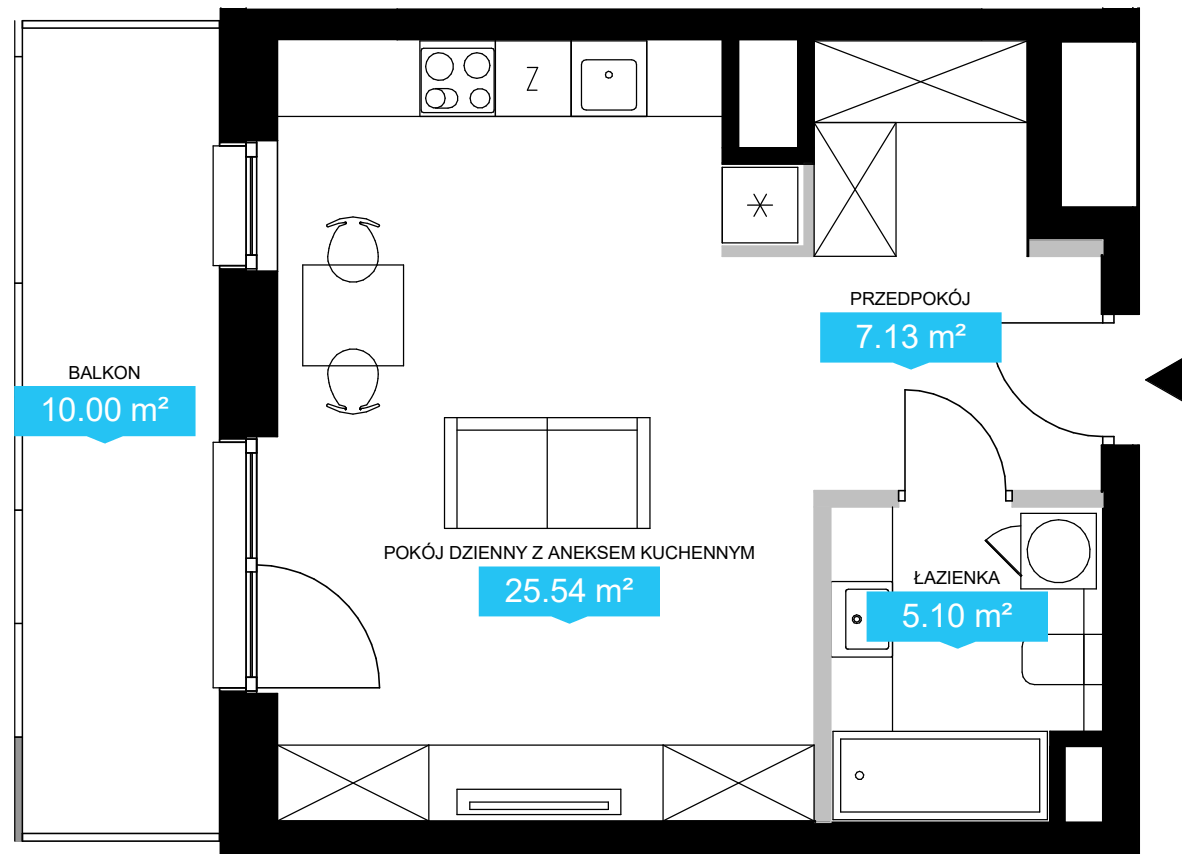 Z
PRZEDPOKÓJ
7.13 m²
BALKON
10.00 m²
POKÓJ DZIENNY Z ANEKSEM KUCHENNYM
25.54 m²
ŁAZIENKA
5.10 m²